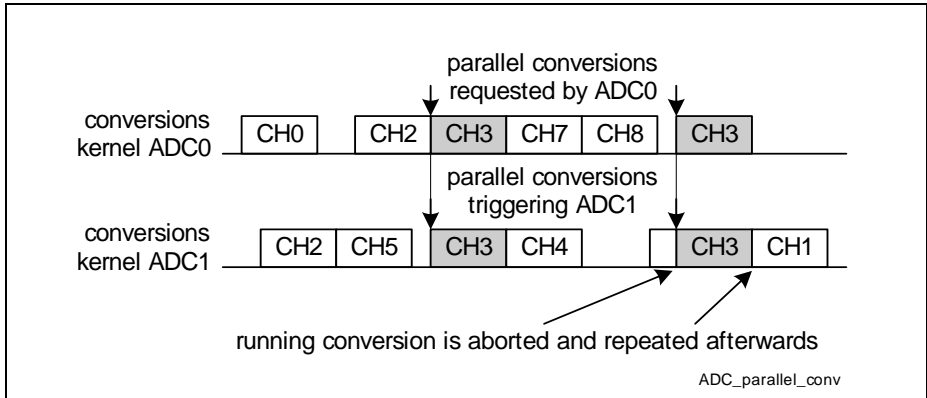 parallel conversions
requested by ADC0
conversions
kernel ADC0
CH0 CH2 CH3 CH7 CH8 CH3
parallel conversions
triggering ADC1
conversions
kernel ADC1
CH2 CH5 CH3 CH4 CH3 CH1
running conversion is aborted and repeated afterwards
ADC_parallel_conv